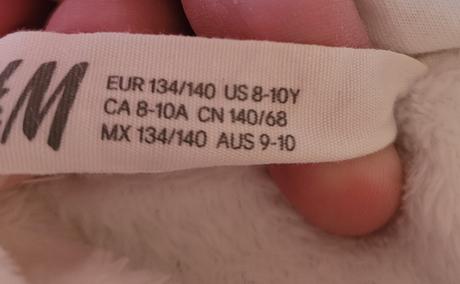 &M
EUR 134/140 US 8-10Y
CA 8-10A CN 140/68
MX 134/140 AUS 9-10